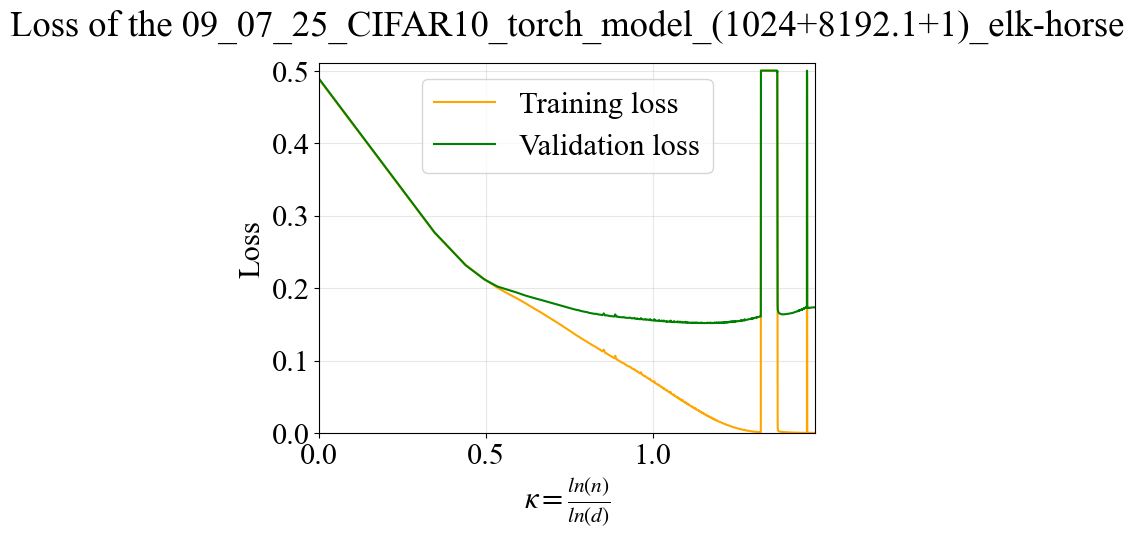 Loss of the 09_07_25_CIFAR10_torch_model_(1024+8192.1+1)_elk-horse
0.5
0.4
0.3
0.2
0.1
0.0
Loss
Training loss
Validation loss
0.0 0.5 1.0
κ = ln(n)/ln(d)